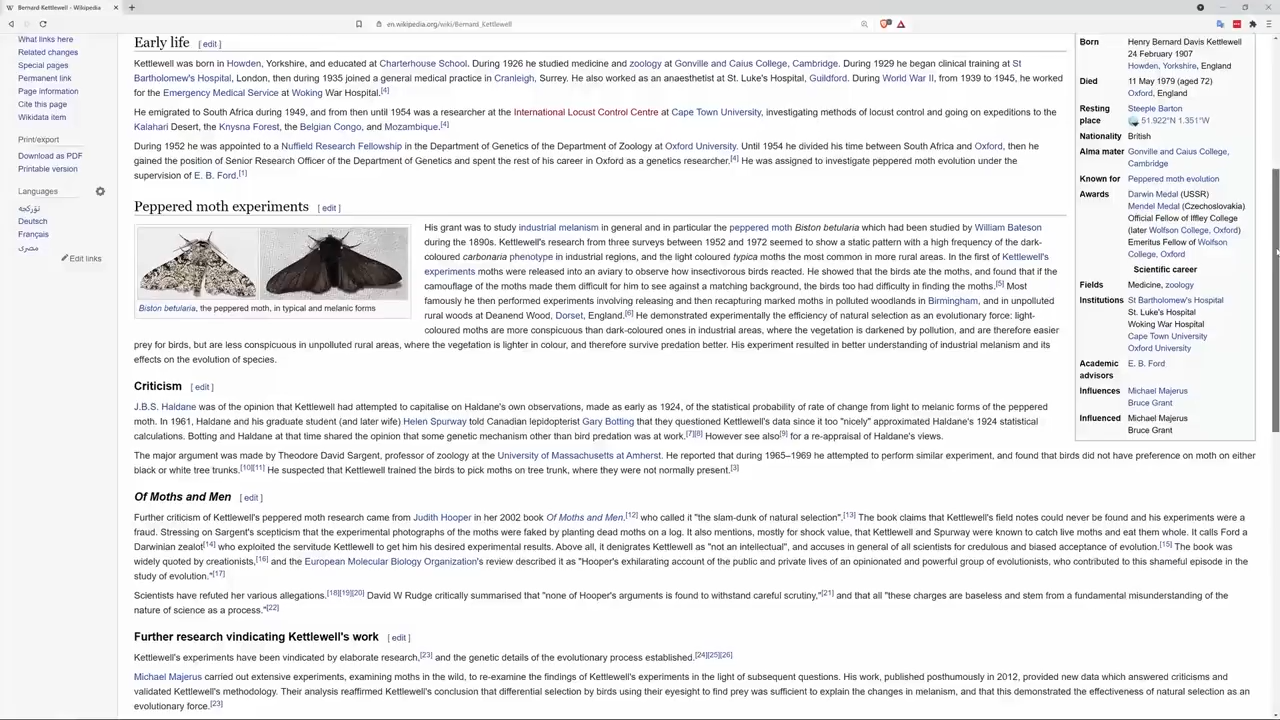 Bernard Kettlewell - Wikipedia
en.wikipedia.org/wiki/Bernard_Kettlewell
What links here
Related changes
Special pages
Permanent link
Page information
Cite this page
Wikidata item
Print/export
Download as PDF
Printable version
Languages
تۆرکجه
Deutsch
Français
مصرى
Edit links
Early life [ edit ]
Kettlewell was born in Howden, Yorkshire, and educated at Charterhouse School. During 1926 he studied medicine and zoology at Gonville and Caius College, Cambridge. During 1929 he began clinical training at St
Bartholomew's Hospital, London, then during 1935 joined a general medical practice in Cranleigh, Surrey. He also worked as an anaesthetist at St. Luke's Hospital, Guildford. During World War II, from 1939 to 1945, he worked
for the Emergency Medical Service at Woking War Hospital.[4]
He emigrated to South Africa during 1949, and from then until 1954 was a researcher at the International Locust Control Centre at Cape Town University, investigating methods of locust control and going on expeditions to the
Kalahari Desert, the Knysna Forest, the Belgian Congo, and Mozambique.[4]
During 1952 he was appointed to a Nuffield Research Fellowship in the Department of Genetics of the Department of Zoology at Oxford University. Until 1954 he divided his time between South Africa and Oxford, then he
gained the position of Senior Research Officer of the Department of Genetics and spent the rest of his career in Oxford as a genetics researcher.[4] He was assigned to investigate peppered moth evolution under the
supervision of E. B. Ford.[1]
Peppered moth experiments [ edit ]
Biston betularia, the peppered moth, in typical and melanic forms
His grant was to study industrial melanism in general and in particular the peppered moth Biston betularia which had been studied by William Bateson
during the 1890s. Kettlewell's research from three surveys between 1952 and 1972 seemed to show a static pattern with a high frequency of the dark-
coloured carbonaria phenotype in industrial regions, and the light coloured typica moths the most common in more rural areas. In the first of Kettlewell's
experiments moths were released into an aviary to observe how insectivorous birds reacted. He showed that the birds ate the moths, and found that if the
camouflage of the moths made them difficult for him to see against a matching background, the birds too had difficulty in finding the moths.[5] Most
famously he then performed experiments involving releasing and then recapturing marked moths in polluted woodlands in Birmingham, and in unpolluted
rural woods at Deanend Wood, Dorset, England.[6] He demonstrated experimentally the efficiency of natural selection as an evolutionary force: light-
coloured moths are more conspicuous than dark-coloured ones in industrial areas, where the vegetation is darkened by pollution, and are therefore easier
prey for birds, but are less conspicuous in unpolluted rural areas, where the vegetation is lighter in colour, and therefore survive predation better. His experiment resulted in better understanding of industrial melanism and its
effects on the evolution of species.
Criticism [ edit ]
J.B.S. Haldane was of the opinion that Kettlewell had attempted to capitalise on Haldane's own observations, made as early as 1924, of the statistical probability of rate of change from light to melanic forms of the peppered
moth. In 1961, Haldane and his graduate student (and later wife) Helen Spurway told Canadian lepidopterist Gary Botting that they questioned Kettlewell's data since it too "nicely" approximated Haldane's 1924 statistical
calculations. Botting and Haldane at that time shared the opinion that some genetic mechanism other than bird predation was at work.[7][8] However see also[9] for a re-appraisal of Haldane's views.
The major argument was made by Theodore David Sargent, professor of zoology at the University of Massachusetts at Amherst. He reported that during 1965–1969 he attempted to perform similar experiment, and found that birds did not have preference on moth on either
black or white tree trunks.[10][11] He suspected that Kettlewell trained the birds to pick moths on tree trunk, where they were not normally present.[3]
Of Moths and Men [ edit ]
Further criticism of Kettlewell's peppered moth research came from Judith Hooper in her 2002 book Of Moths and Men,[12] who called it "the slam-dunk of natural selection".[13] The book claims that Kettlewell's field notes could never be found and his experiments were a
fraud. Stressing on Sargent's scepticism that the experimental photographs of the moths were faked by planting dead moths on a log. It also mentions, mostly for shock value, that Kettlewell and Spurway were known to catch live moths and eat them whole. It calls Ford a
Darwinian zealot[14] who exploited the servitude Kettlewell to get him his desired experimental results. Above all, it denigrates Kettlewell as "not an intellectual", and accuses in general of all scientists for credulous and biased acceptance of evolution.[15] The book was
widely quoted by creationists,[16] and the European Molecular Biology Organization's review described it as "Hooper's exhilarating account of the public and private lives of an opinionated and powerful group of evolutionists, who contributed to this shameful episode in the
study of evolution."[17]
Scientists have refuted her various allegations.[18][19][20] David W Rudge critically summarised that "none of Hooper's arguments is found to withstand careful scrutiny,"[21] and that all "these charges are baseless and stem from a fundamental misunderstanding of the
nature of science as a process."[22]
Further research vindicating Kettlewell's work [ edit ]
Kettlewell's experiments have been vindicated by elaborate research,[23] and the genetic details of the evolutionary process established.[24][25][26]
Michael Majerus carried out extensive experiments, examining moths in the wild, to re-examine the findings of Kettlewell's experiments in the light of subsequent questions. His work, published posthumously in 2012, provided new data which answered criticisms and
validated Kettlewell's methodology. Their analysis reaffirmed Kettlewell's conclusion that differential selection by birds using their eyesight to find prey was sufficient to explain the changes in melanism, and that this demonstrated the effectiveness of natural selection as an
evolutionary force.[23]
Born Henry Bernard Davis Kettlewell
24 February 1907
Howden, Yorkshire, England
Died 11 May 1979 (aged 72)
Oxford, England
Resting place Steeple Barton
51.922°N 1.351°W
Nationality British
Alma mater Gonville and Caius College,
Cambridge
Known for Peppered moth evolution
Awards Darwin Medal (USSR)
Mendel Medal (Czechoslovakia)
Official Fellow of Iffley College
(later Wolfson College, Oxford)
Emeritus Fellow of Wolfson
College, Oxford
Scientific career
Fields Medicine, zoology
Institutions St Bartholomew's Hospital
St. Luke's Hospital
Woking War Hospital
Cape Town University
Oxford University
Academic advisors E. B. Ford
Influences Michael Majerus
Bruce Grant
Influenced Michael Majerus
Bruce Grant